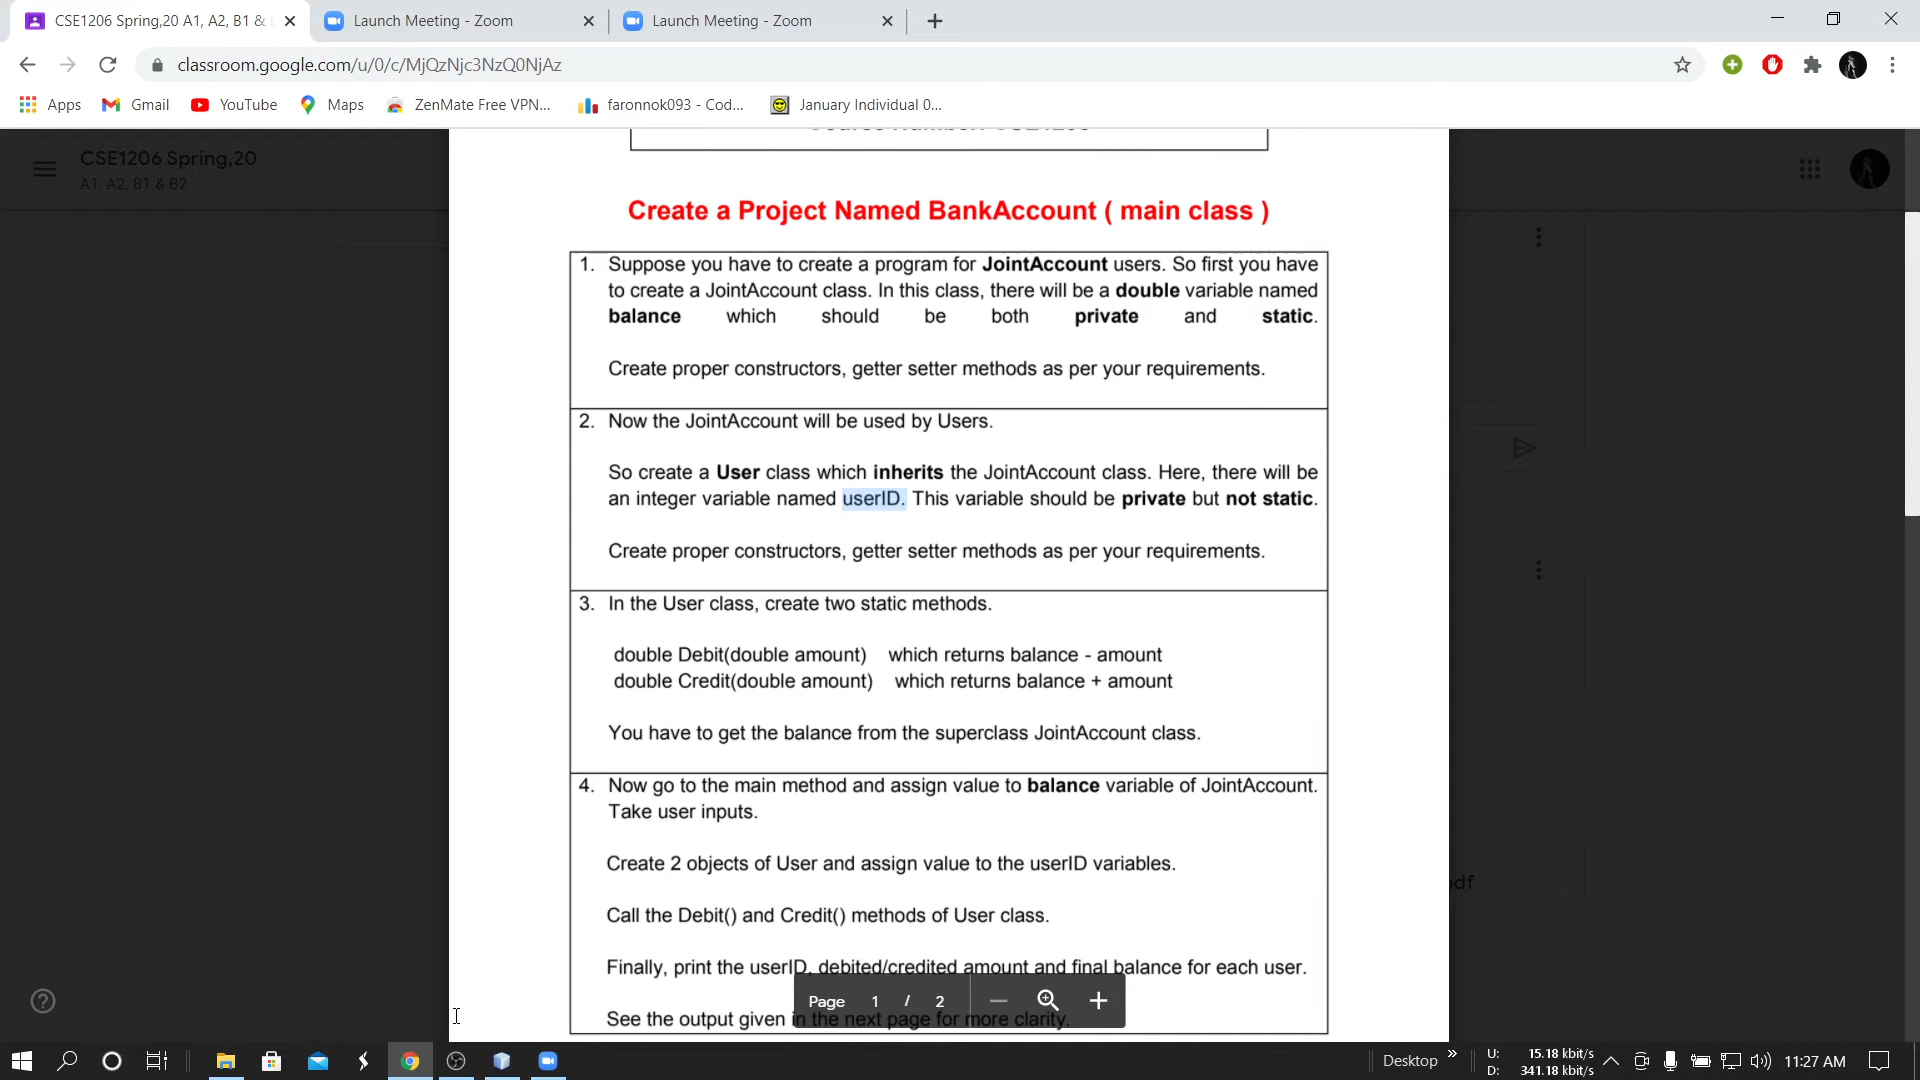 CSE1206 Spring,20 A1, A2, B1 &
Launch Meeting - Zoom
Launch Meeting - Zoom
classroom.google.com/u/0/c/MjQzNjc3NzQ0NjAz
Apps
Gmail
YouTube
Maps
ZenMate Free VPN...
faronnok093 - Cod...
January Individual 0...
CSE1206 Spring,20
A1, A2, B1 & B2
Create a Project Named BankAccount ( main class )
1. Suppose you have to create a program for JointAccount users. So first you have
to create a JointAccount class. In this class, there will be a double variable named
balance which should be both private and static.
Create proper constructors, getter setter methods as per your requirements.
2. Now the JointAccount will be used by Users.
So create a User class which inherits the JointAccount class. Here, there will be
an integer variable named userID. This variable should be private but not static.
Create proper constructors, getter setter methods as per your requirements.
3. In the User class, create two static methods.
double Debit(double amount) which returns balance - amount
double Credit(double amount) which returns balance + amount
You have to get the balance from the superclass JointAccount class.
4. Now go to the main method and assign value to balance variable of JointAccount.
Take user inputs.
Create 2 objects of User and assign value to the userID variables.
Call the Debit() and Credit() methods of User class.
Finally, print the userID, debited/credited amount and final balance for each user.
See the output given in the next page for more clarity.
Page 1 / 2
Desktop
U: 15.18 kbit/s
D: 341.18 kbit/s
11:27 AM